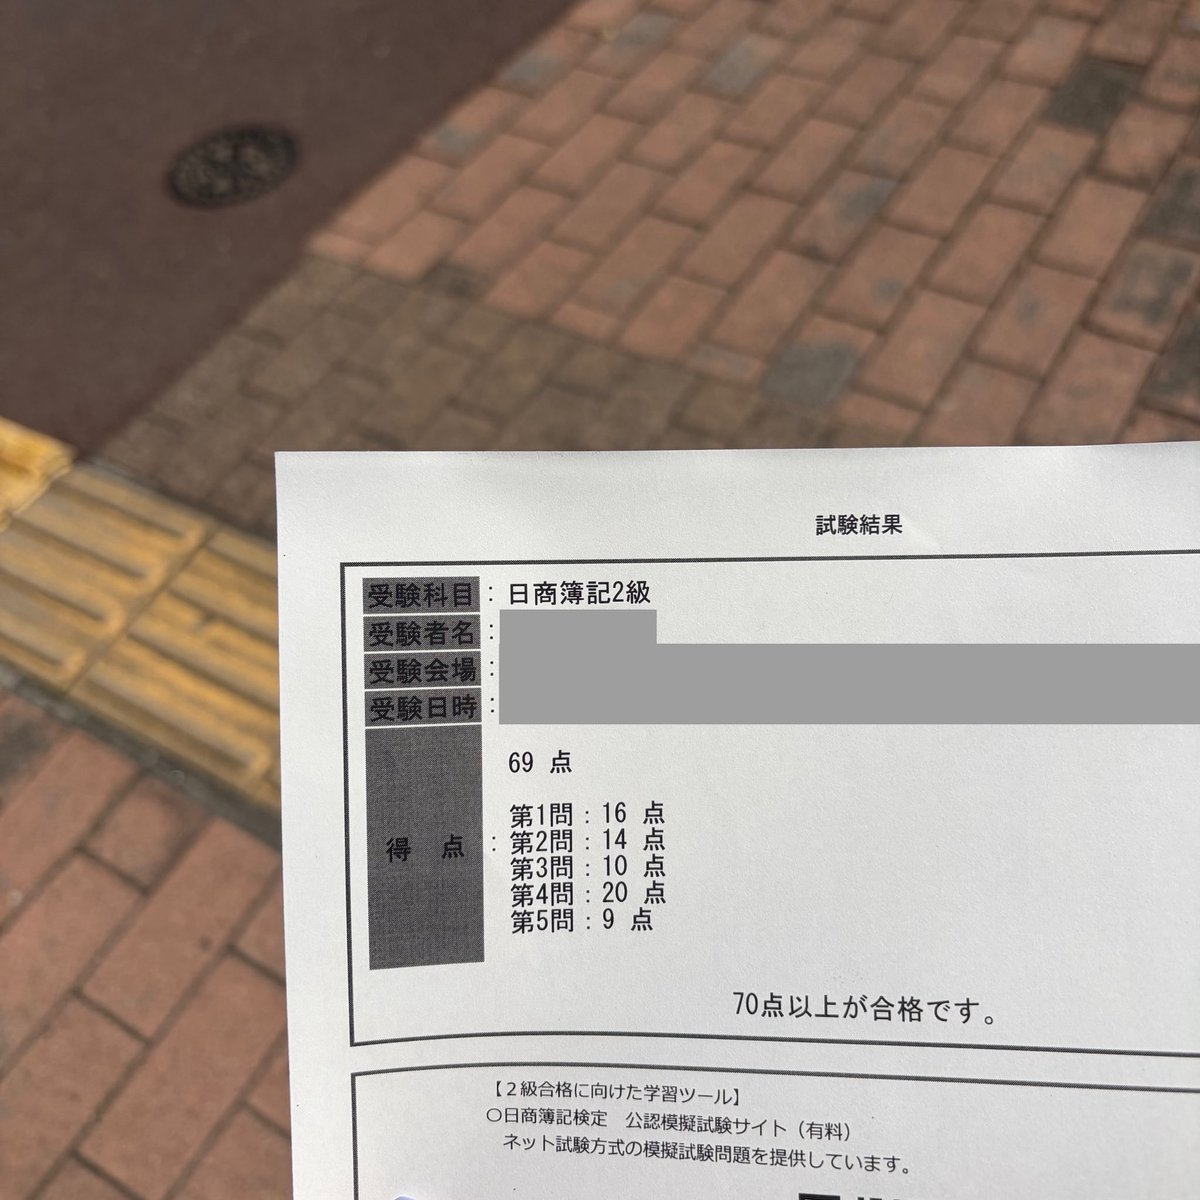 試験結果
受験科目 : 日商簿記2級
受験者名 :
受験会場 :
受験日時 :
得 点 : 69 点
第1問 : 16 点
第2問 : 14 点
第3問 : 10 点
第4問 : 20 点
第5問 : 9 点
70点以上が合格です。
【２級合格に向けた学習ツール】
○日商簿記検定 公認模擬試験サイト（有料）
ネット試験方式の模擬試験問題を提供しています。